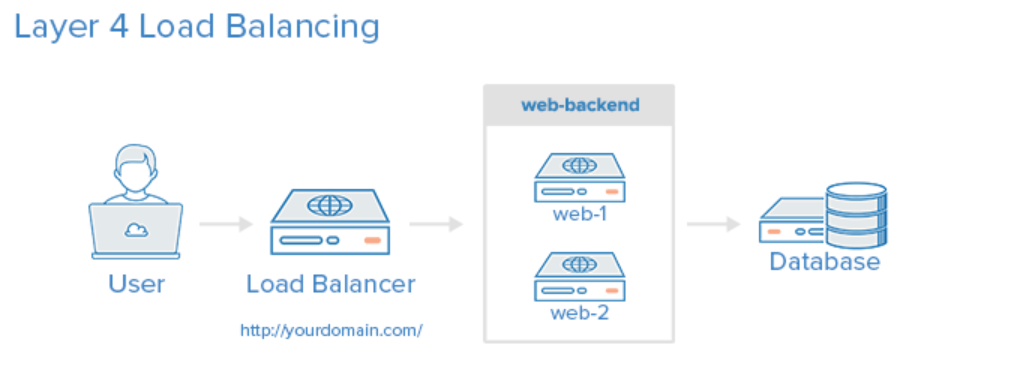 Layer 4 Load Balancing
web-backend
web-1
web-2
User
Load Balancer
Database
http://yourdomain.com/